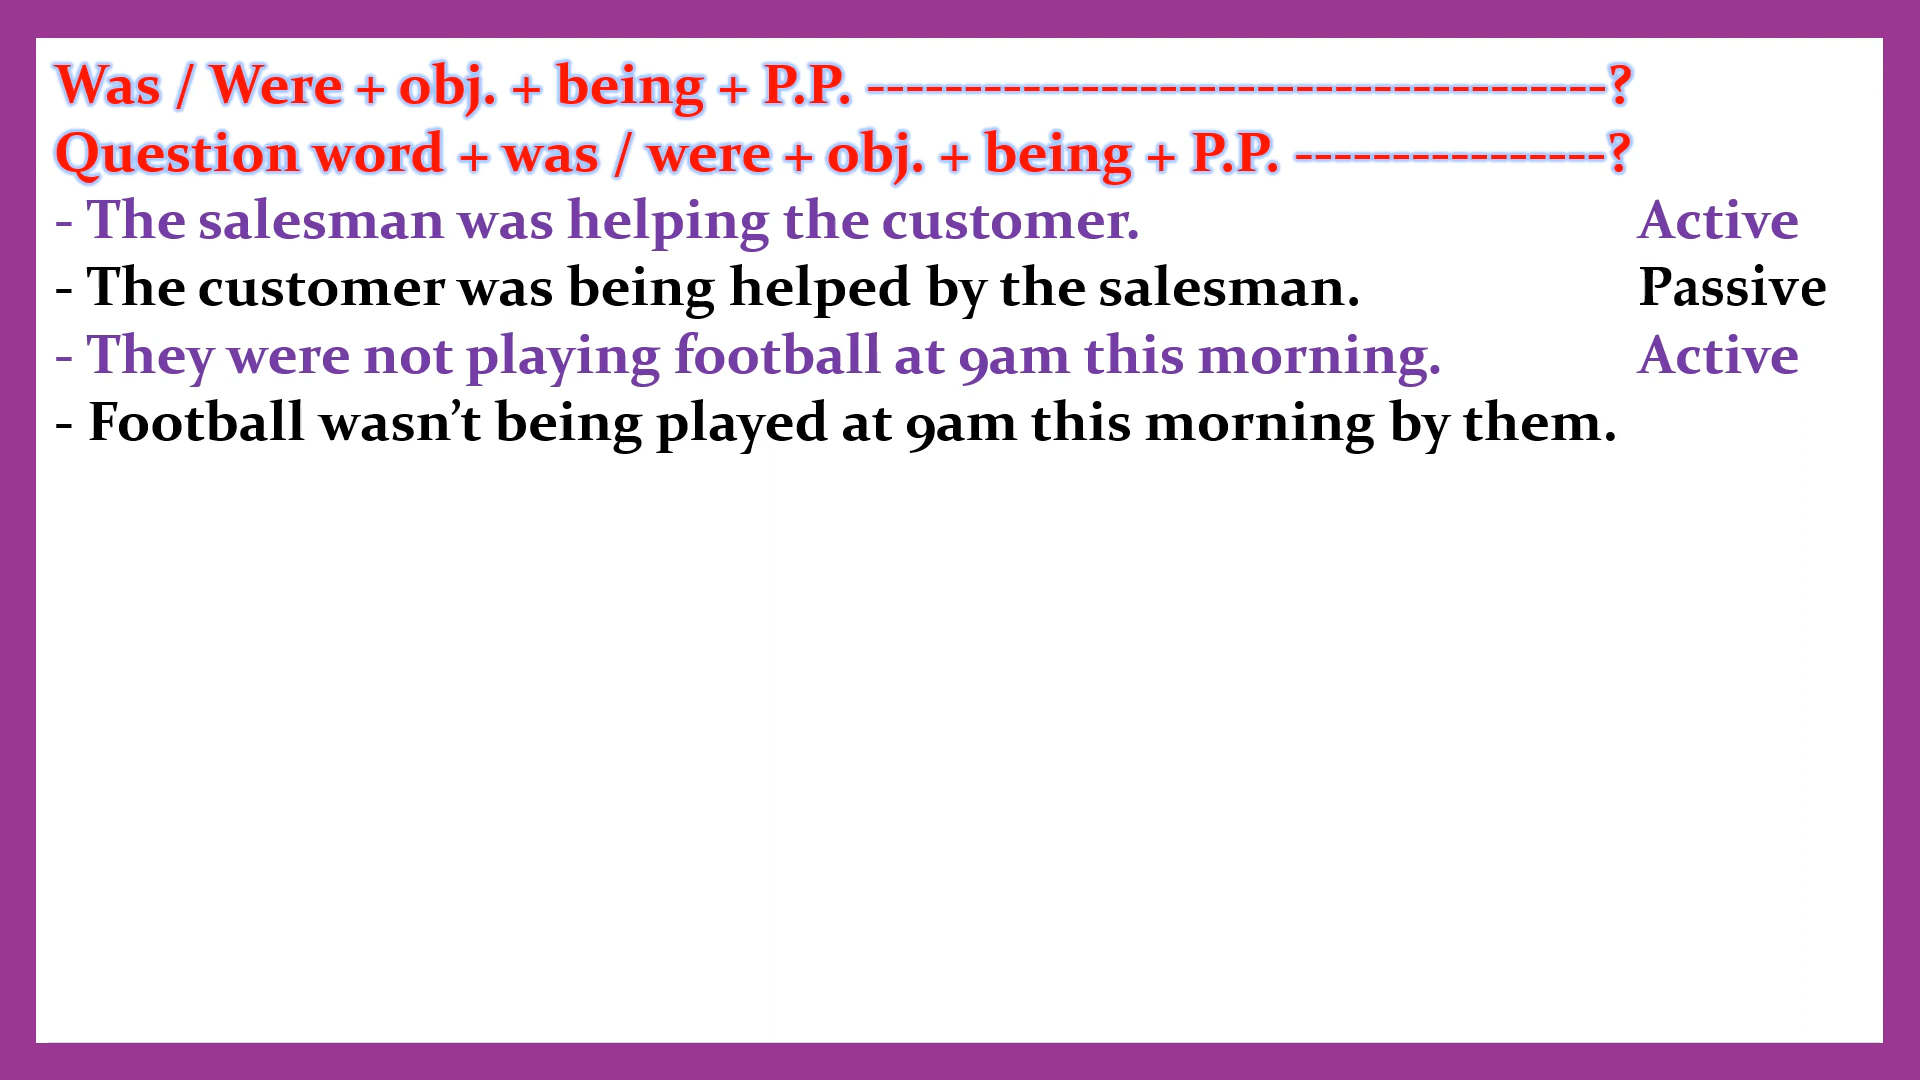 Was / Were + obj. + being + P.P. --------------------------------------?
Question word + was / were + obj. + being + P.P. ----------------?
- The salesman was helping the customer. Active
- The customer was being helped by the salesman. Passive
- They were not playing football at 9am this morning. Active
- Football wasn’t being played at 9am this morning by them.